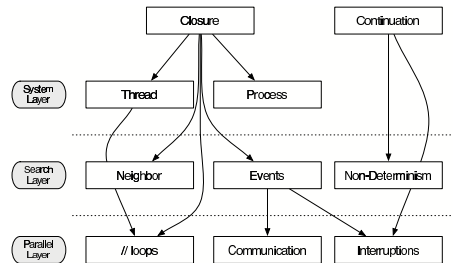 Closure
Continuation
System
Layer
Thread
Process
Search
Layer
Neighbor
Events
Non-Determinism
Parallel
Layer
// loops
Communication
Interruptions